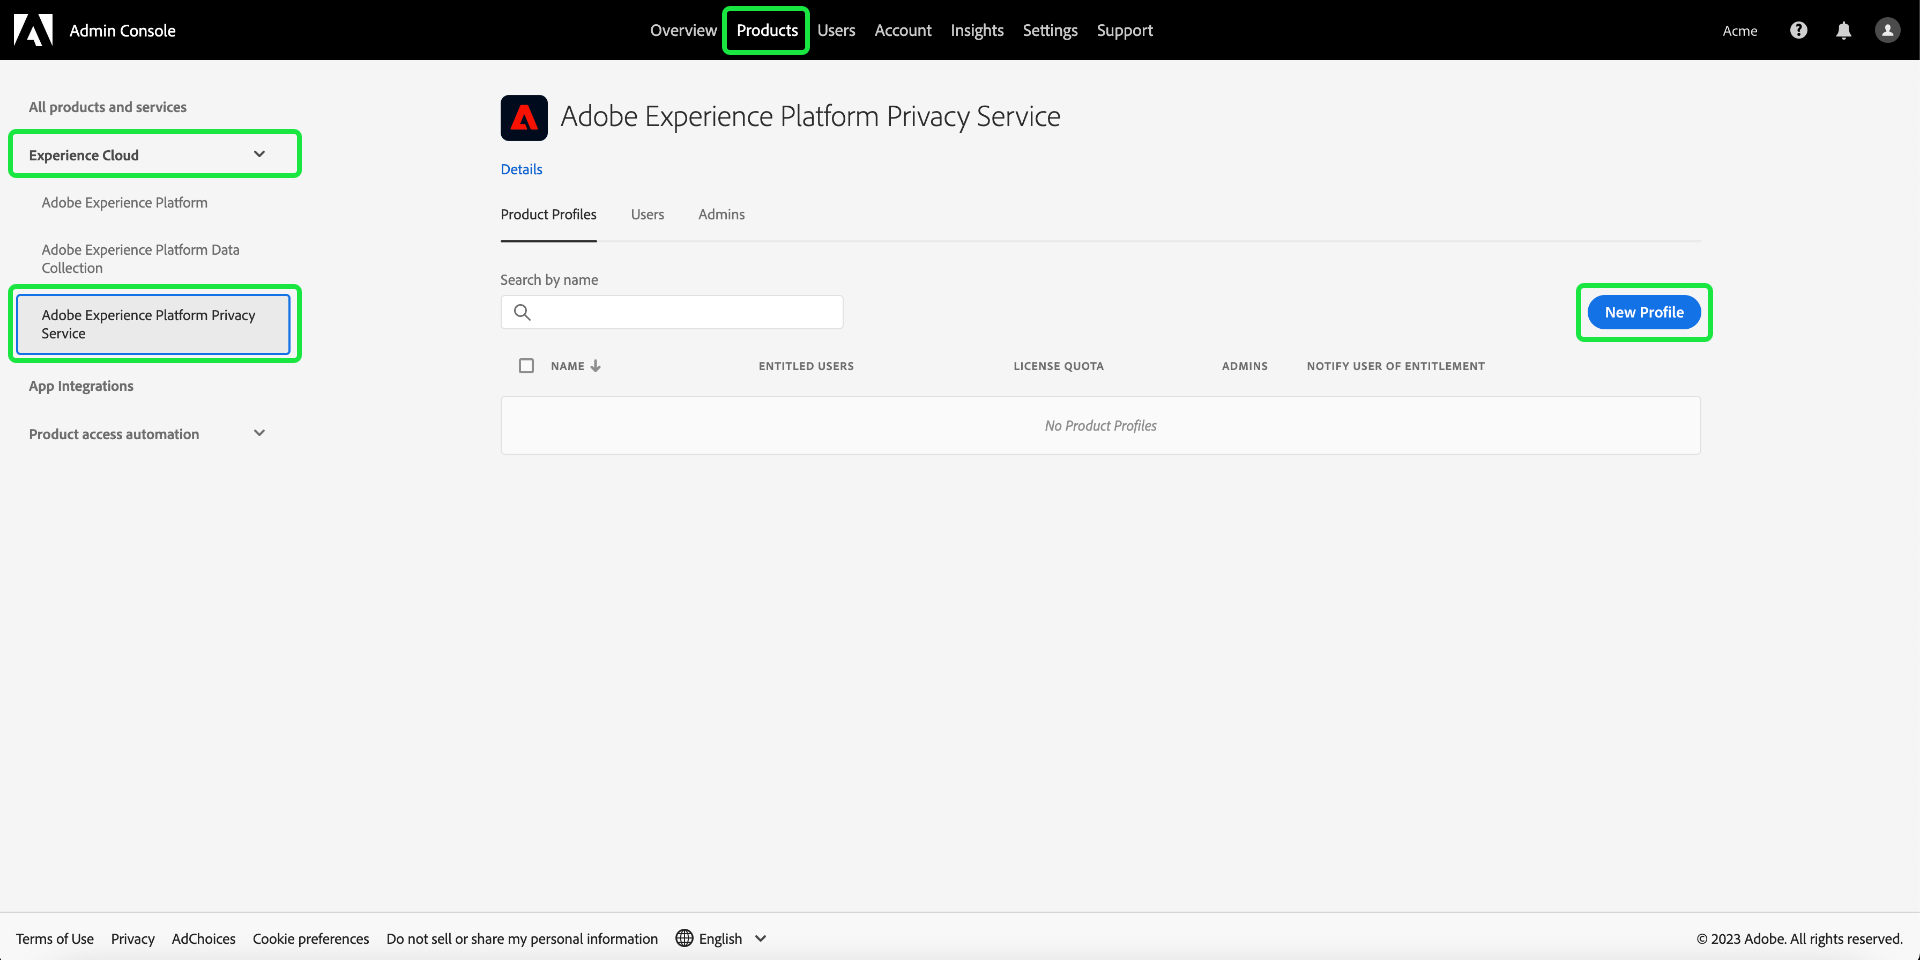 Admin Console
Overview Products Users Account Insights Settings Support
Acme
All products and services
Experience Cloud
Adobe Experience Platform
Adobe Experience Platform Data
Collection
Adobe Experience Platform Privacy
Service
App Integrations
Product access automation
Adobe Experience Platform Privacy Service
Details
Product Profiles Users Admins
Search by name
New Profile
NAME ENTITLED USERS LICENSE QUOTA ADMINS NOTIFY USER OF ENTITLEMENT
No Product Profiles
Terms of Use Privacy AdChoices Cookie preferences Do not sell or share my personal information English
© 2023 Adobe. All rights reserved.